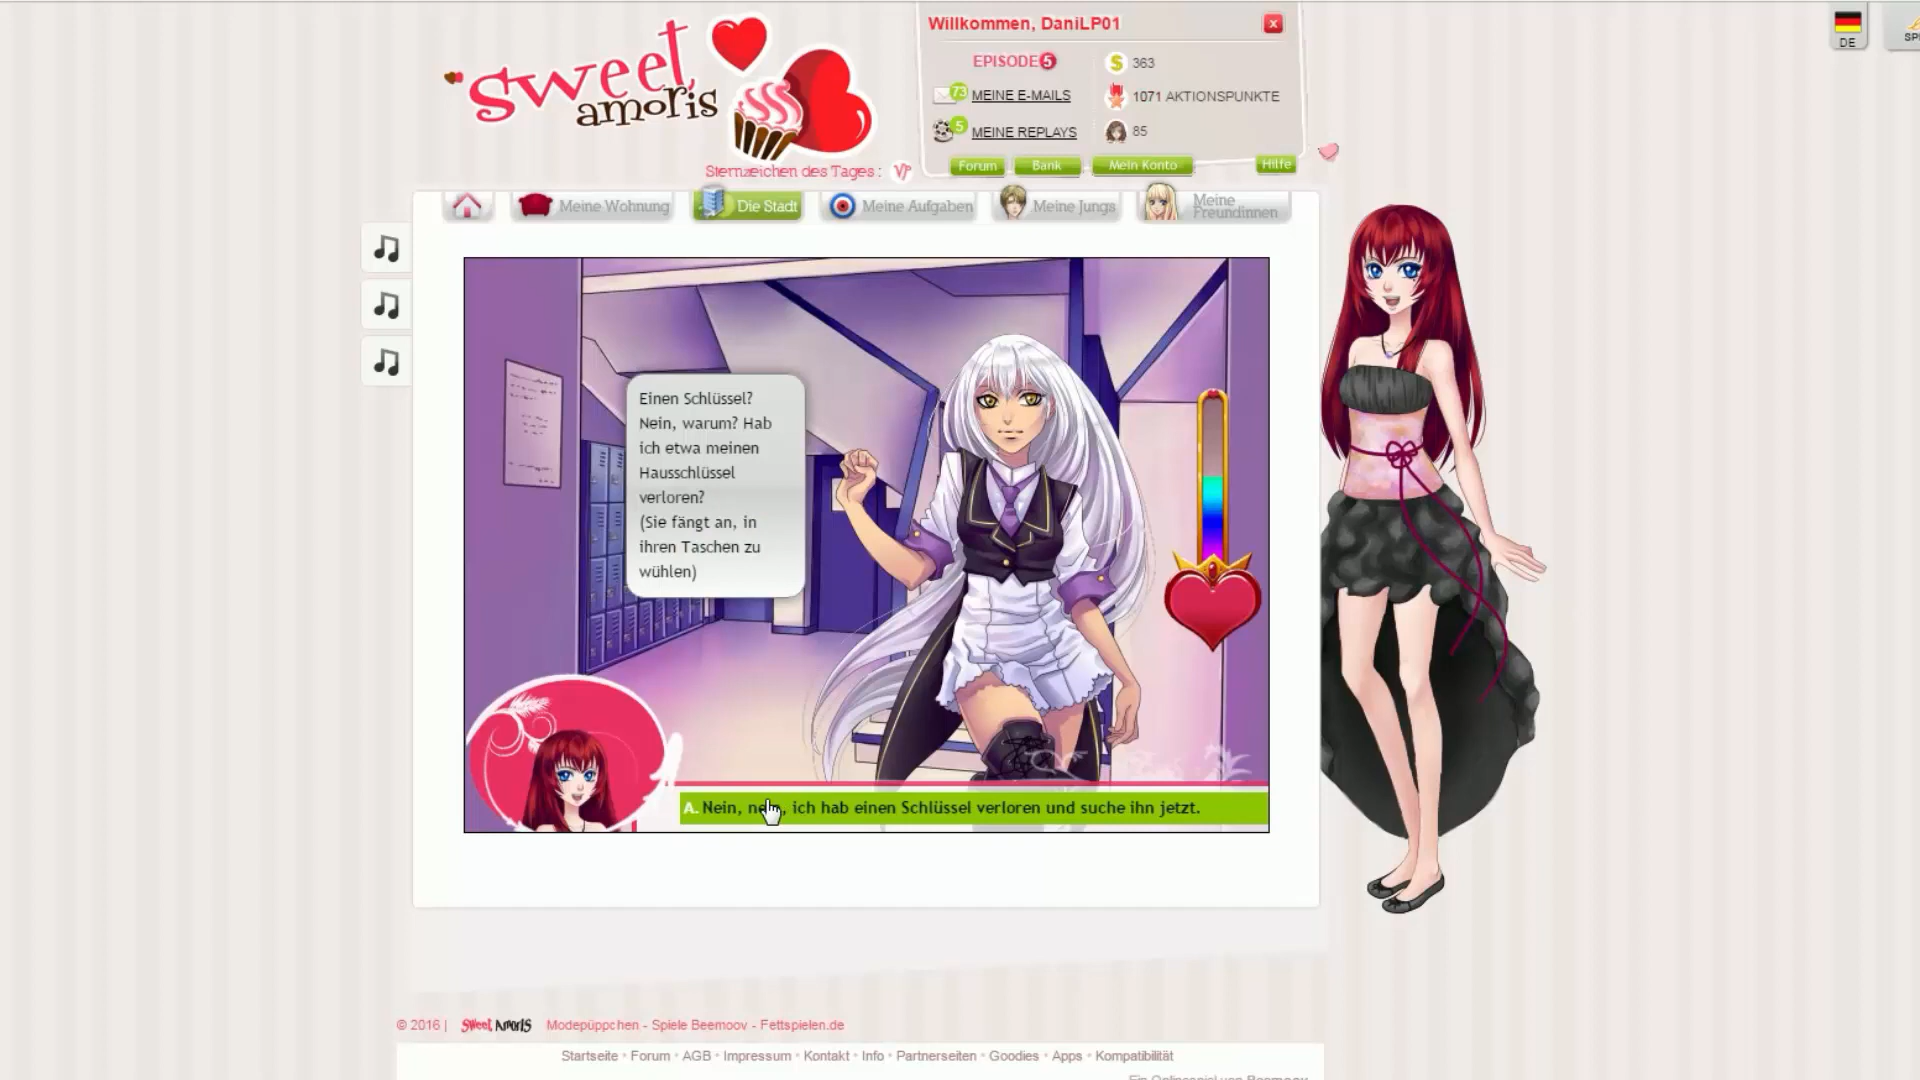 sweet
amoris
Sternzeichen des Tages :
Willkommen, DaniLP01
x
EPISODE 5
363
73 MEINE E-MAILS
1071 AKTIONSPUNKTE
5 MEINE REPLAYS
85
Forum
Bank
Mein Konto
Hilfe
DE
Meine Wohnung
Die Stadt
Meine Aufgaben
Meine Jungs
Meine
Freundinnen
Einen Schlüssel?
Nein, warum? Hab
ich etwa meinen
Hausschlüssel
verloren?
(Sie fängt an, in
ihren Taschen zu
wühlen)
A. Nein, nein, ich hab einen Schlüssel verloren und suche ihn jetzt.
© 2016 | Sweet Amoris Modepüppchen - Spiele Beemoov - Fettspielen.de
Startseite • Forum • AGB • Impressum • Kontakt • Info • Partnerseiten • Goodies • Apps • Kompatibilität